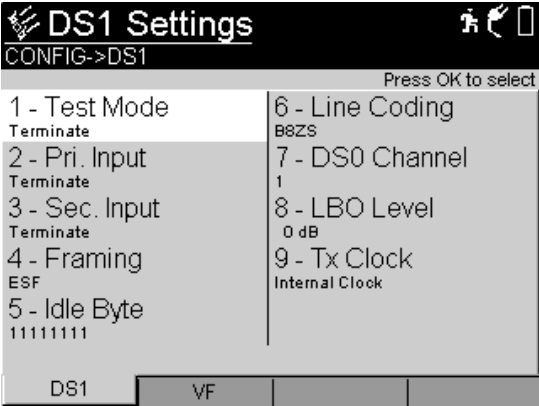 DS1 Settings
CONFIG->DS1
Press OK to select
1 - Test Mode
Terminate
2 - Pri. Input
Terminate
3 - Sec. Input
Terminate
4 - Framing
ESF
5 - Idle Byte
11111111
6 - Line Coding
B8ZS
7 - DS0 Channel
1
8 - LBO Level
0 dB
9 - Tx Clock
Internal Clock
DS1
VF